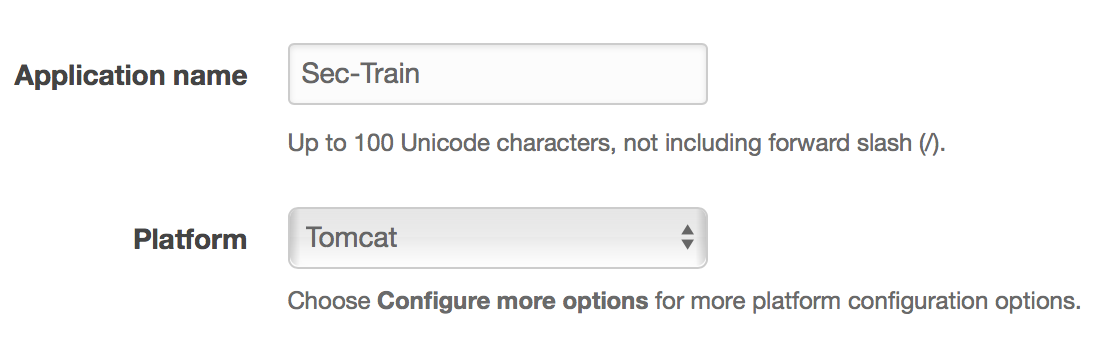 Application name
Sec-Train
Up to 100 Unicode characters, not including forward slash (/).
Platform
Tomcat
Choose Configure more options for more platform configuration options.